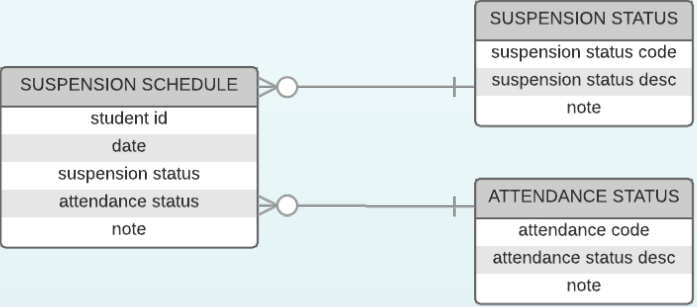 SUSPENSION STATUS
suspension status code
suspension status desc
note
SUSPENSION SCHEDULE
student id
date
suspension status
attendance status
note
ATTENDANCE STATUS
attendance code
attendance status desc
note